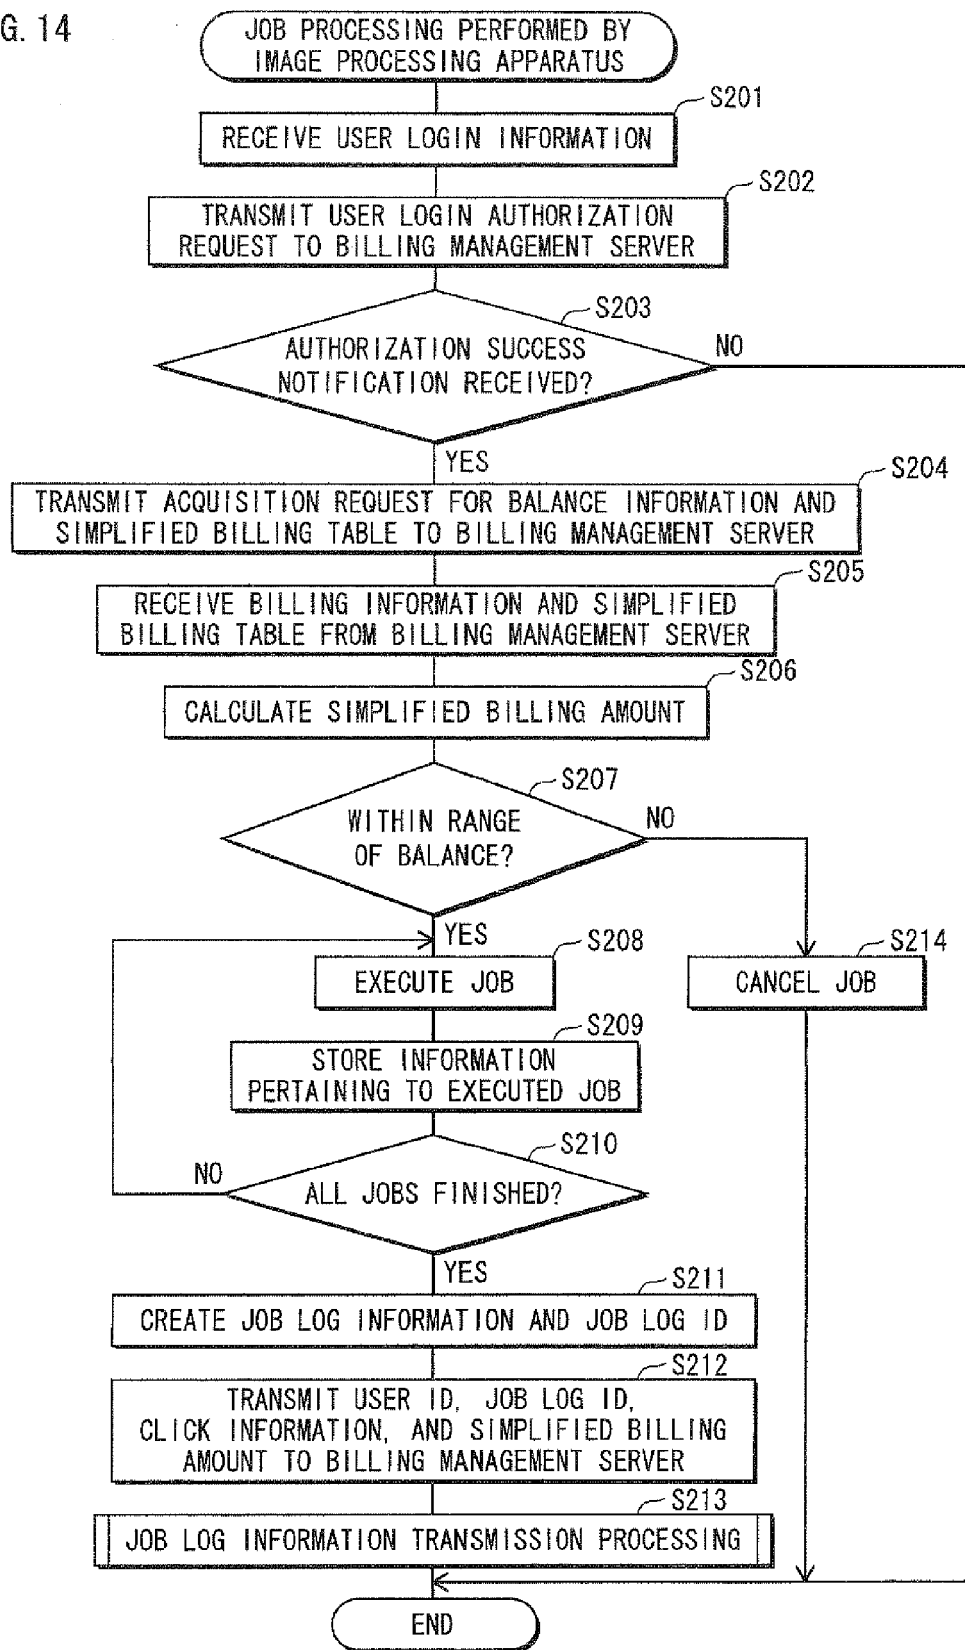 G. 14
JOB PROCESSING PERFORMED BY
IMAGE PROCESSING APPARATUS
S201
RECEIVE USER LOGIN INFORMATION
S202
TRANSMIT USER LOGIN AUTHORIZATION
REQUEST TO BILLING MANAGEMENT SERVER
S203
AUTHORIZATION SUCCESS
NOTIFICATION RECEIVED?
NO
YES
S204
TRANSMIT ACQUISITION REQUEST FOR BALANCE INFORMATION AND
SIMPLIFIED BILLING TABLE TO BILLING MANAGEMENT SERVER
S205
RECEIVE BILLING INFORMATION AND SIMPLIFIED
BILLING TABLE FROM BILLING MANAGEMENT SERVER
S206
CALCULATE SIMPLIFIED BILLING AMOUNT
S207
WITHIN RANGE
OF BALANCE?
NO
YES
S208
EXECUTE JOB
S214
CANCEL JOB
S209
STORE INFORMATION
PERTAINING TO EXECUTED JOB
S210
ALL JOBS FINISHED?
NO
YES
S211
CREATE JOB LOG INFORMATION AND JOB LOG ID
S212
TRANSMIT USER ID, JOB LOG ID,
CLICK INFORMATION, AND SIMPLIFIED BILLING
AMOUNT TO BILLING MANAGEMENT SERVER
S213
JOB LOG INFORMATION TRANSMISSION PROCESSING
END